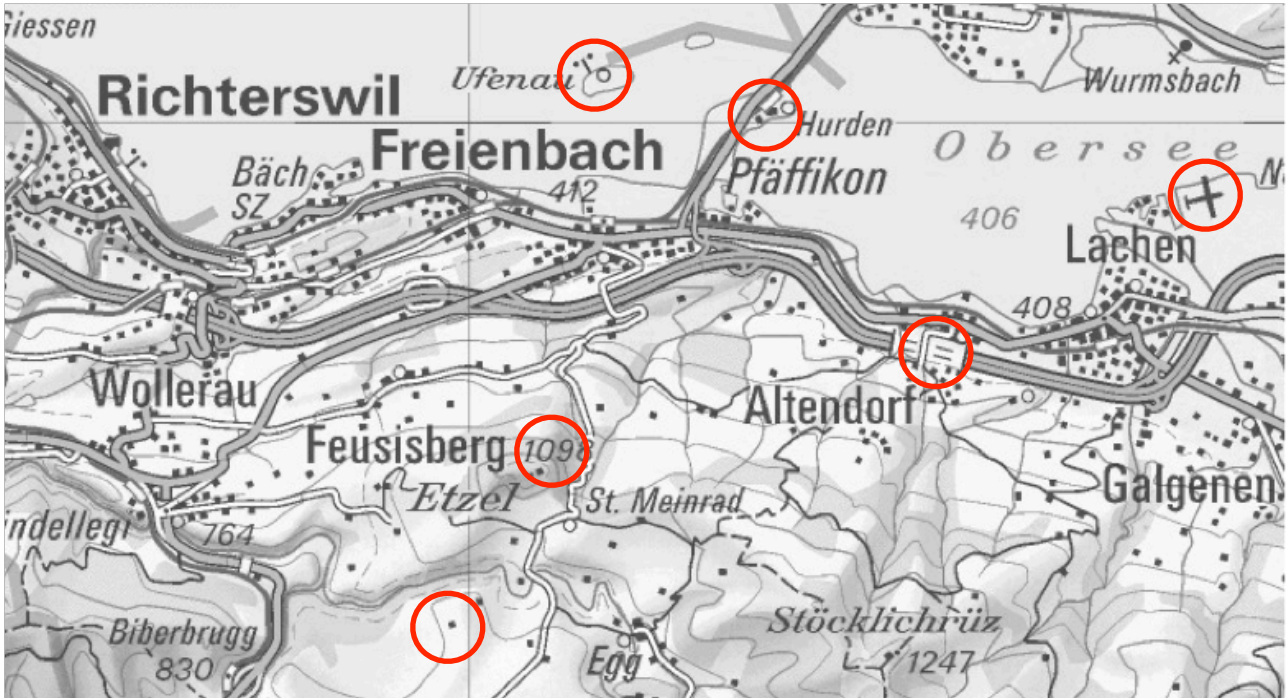 Giessen
Ufenau
Wurmsbach
Richterswil
Hurden
Freienbach
Obersee
Bäch
SZ
412
Pfäffikon
406
Lachen
408
Wollerau
Altendorf
Feusisberg
1098
Etzel
St. Meinrad
Galgenen
ndellegi
764
Stöcklichrüz
Biberbrugg
830
Egg
1247